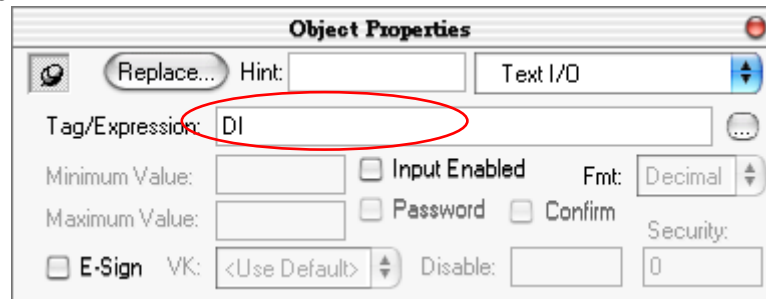 Object Properties
Replace... Hint: Text I/O
Tag/Expression: DI ...
Minimum Value: Input Enabled Fmt: Decimal
Maximum Value: Password Confirm Security:
E-Sign VK: <Use Default> Disable: 0